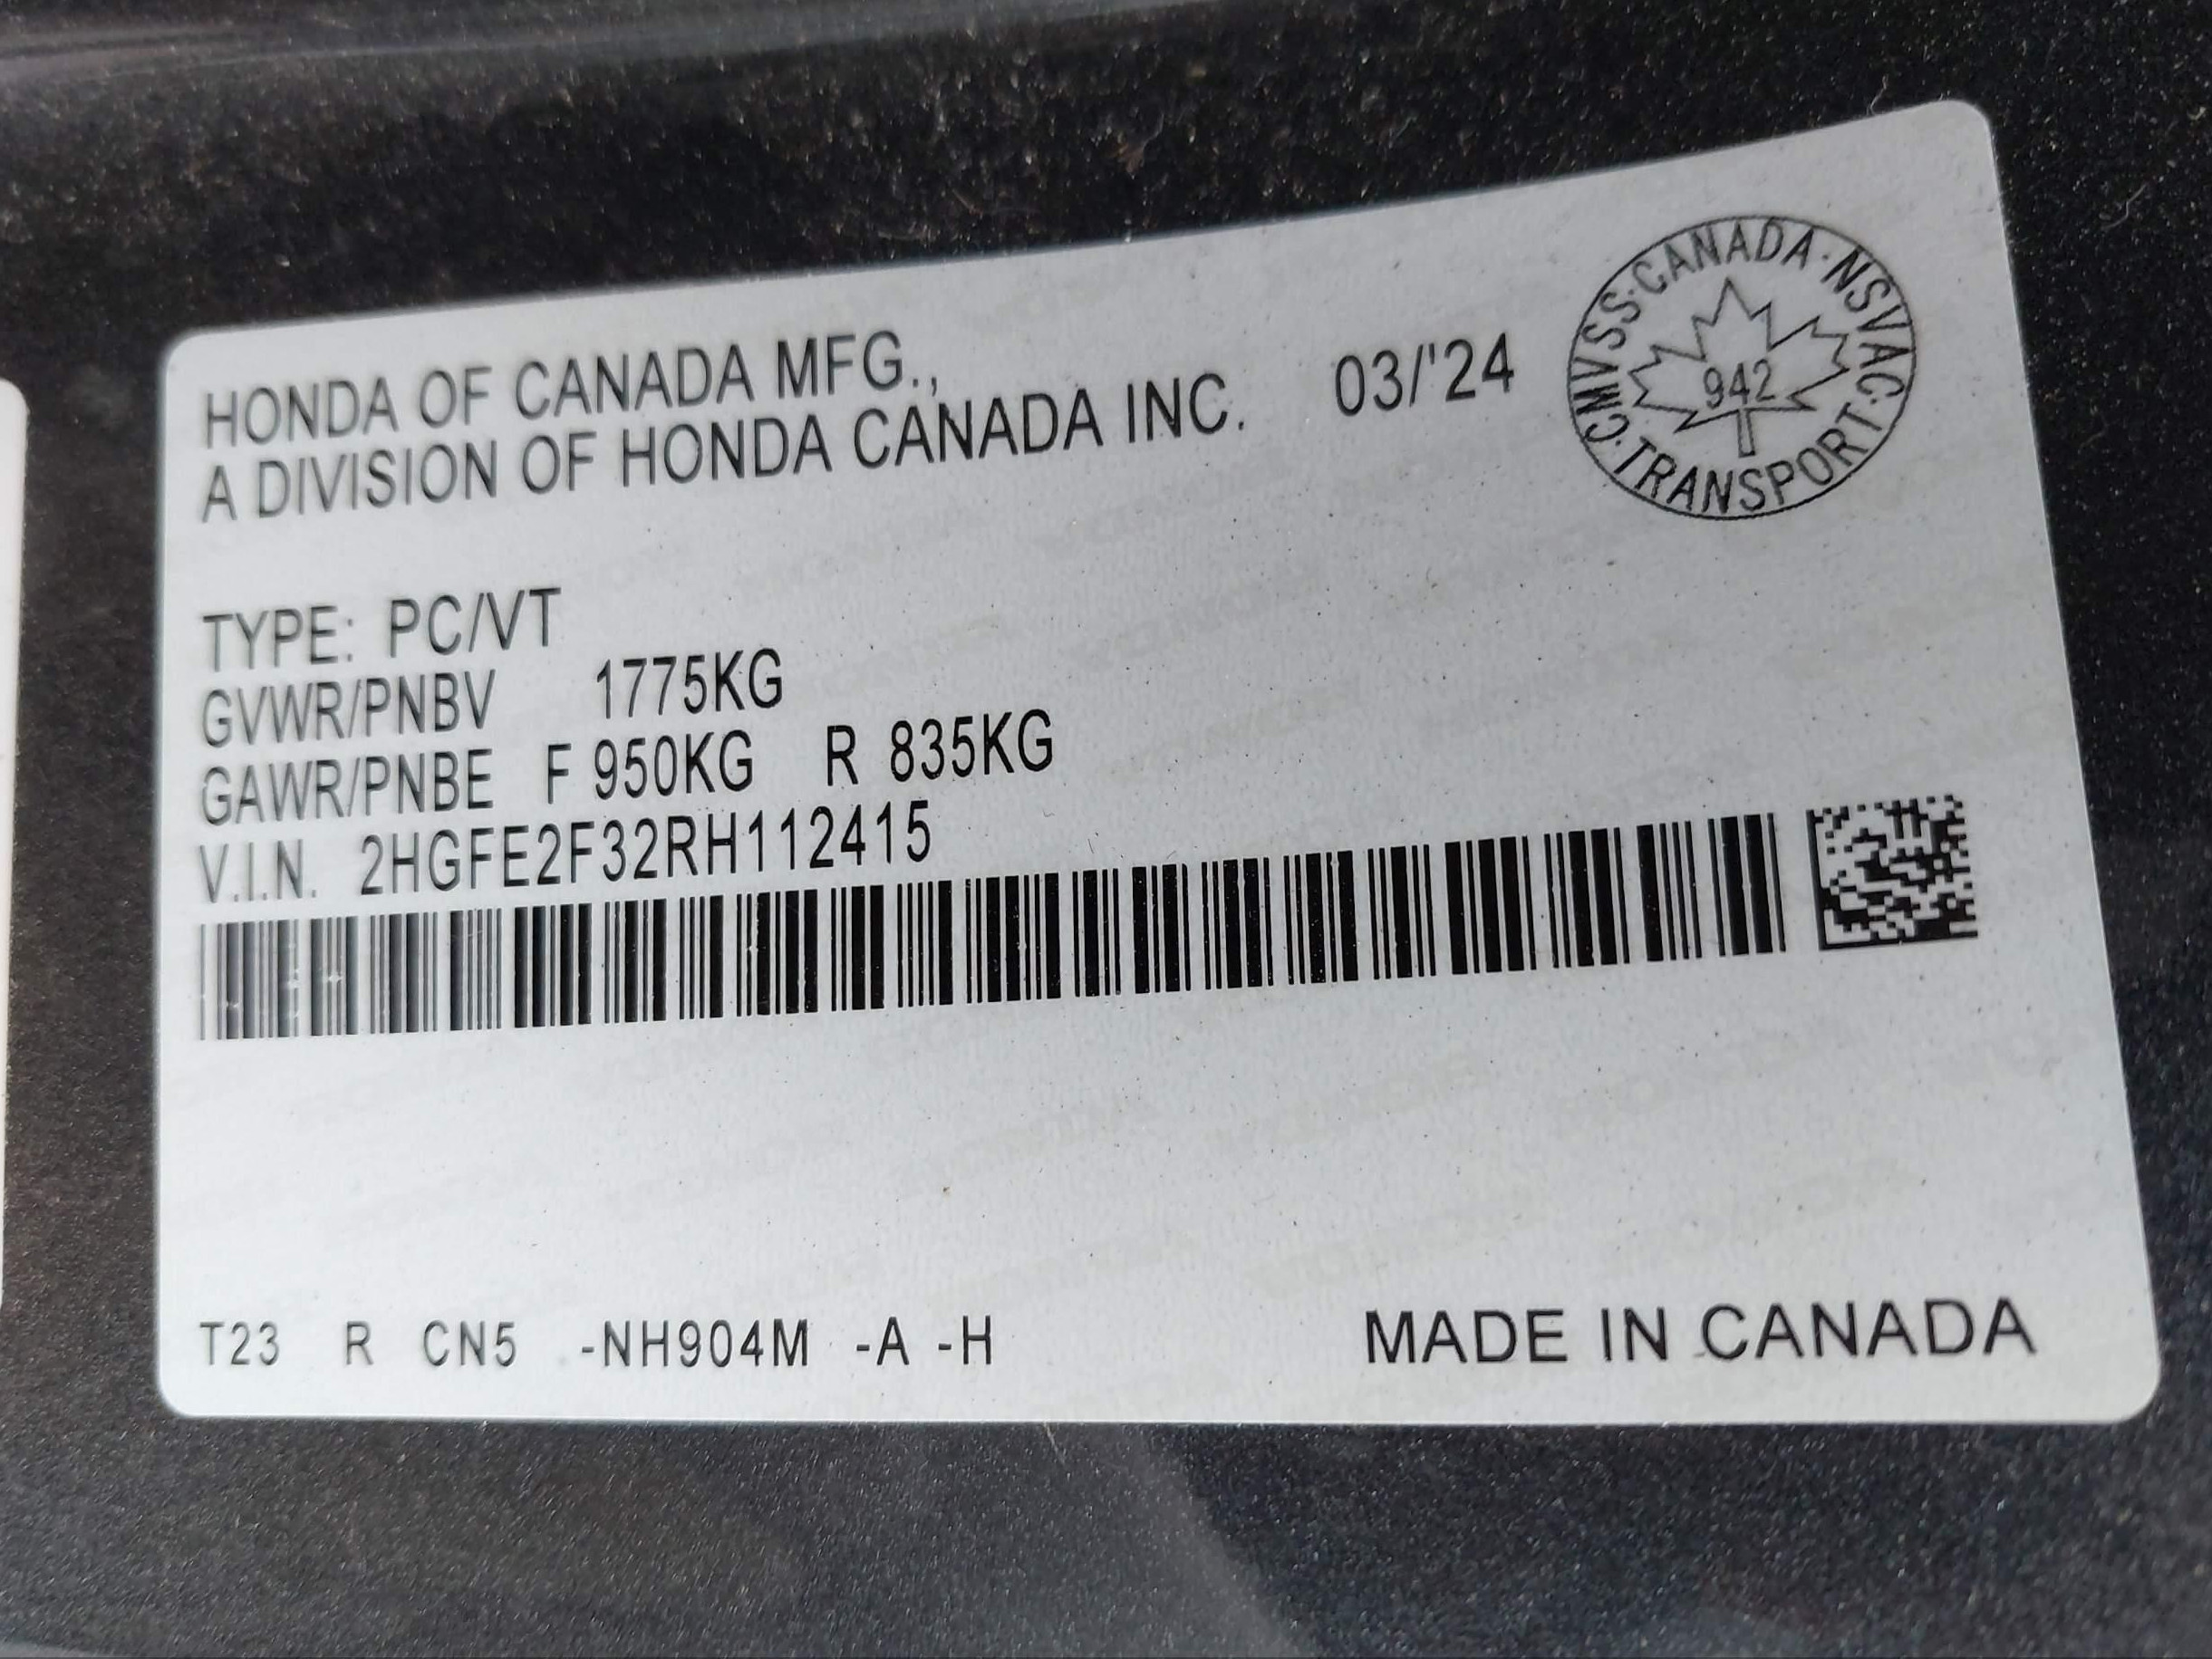 HONDA OF CANADA MFG.,
A DIVISION OF HONDA CANADA INC. 03/'24
CMVSS·CANADA·NSVAC·TRANSPORT·
942
TYPE: PC/VT
GVWR/PNBV 1775KG
GAWR/PNBE F 950KG R 835KG
V.I.N. 2HGFE2F32RH112415
T23 R CN5 -NH904M -A -H MADE IN CANADA